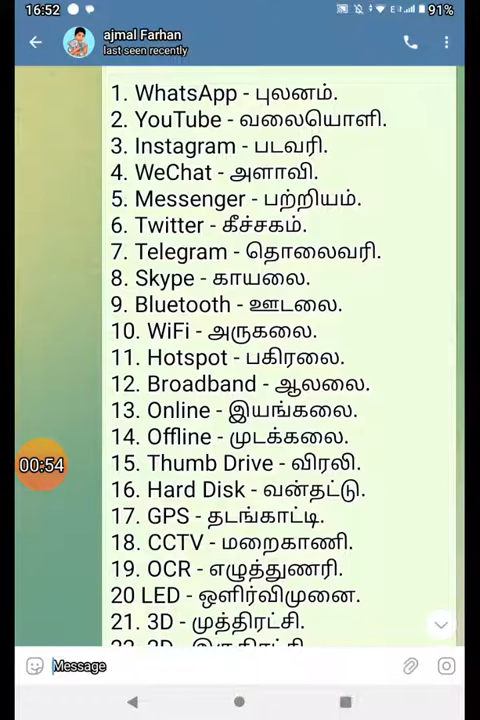 16:52
91%
ajmal Farhan
last seen recently
1. WhatsApp - புலனம்.
2. YouTube - வலையொளி.
3. Instagram - படவரி.
4. WeChat - அளாவி.
5. Messenger - பற்றியம்.
6. Twitter - கீச்சகம்.
7. Telegram - தொலைவரி.
8. Skype - காயலை.
9. Bluetooth - ஊடலை.
10. WiFi - அருகலை.
11. Hotspot - பகிரலை.
12. Broadband - ஆலலை.
13. Online - இயங்கலை.
14. Offline - முடக்கலை.
15. Thumb Drive - விரலி.
16. Hard Disk - வன்தட்டு.
17. GPS - தடங்காட்டி.
18. CCTV - மறைகாணி.
19. OCR - எழுத்துணரி.
20 LED - ஒளிர்விமுனை.
21. 3D - முத்திரட்சி.
22. 2D - இருதிரட்சி.
00:54
Message